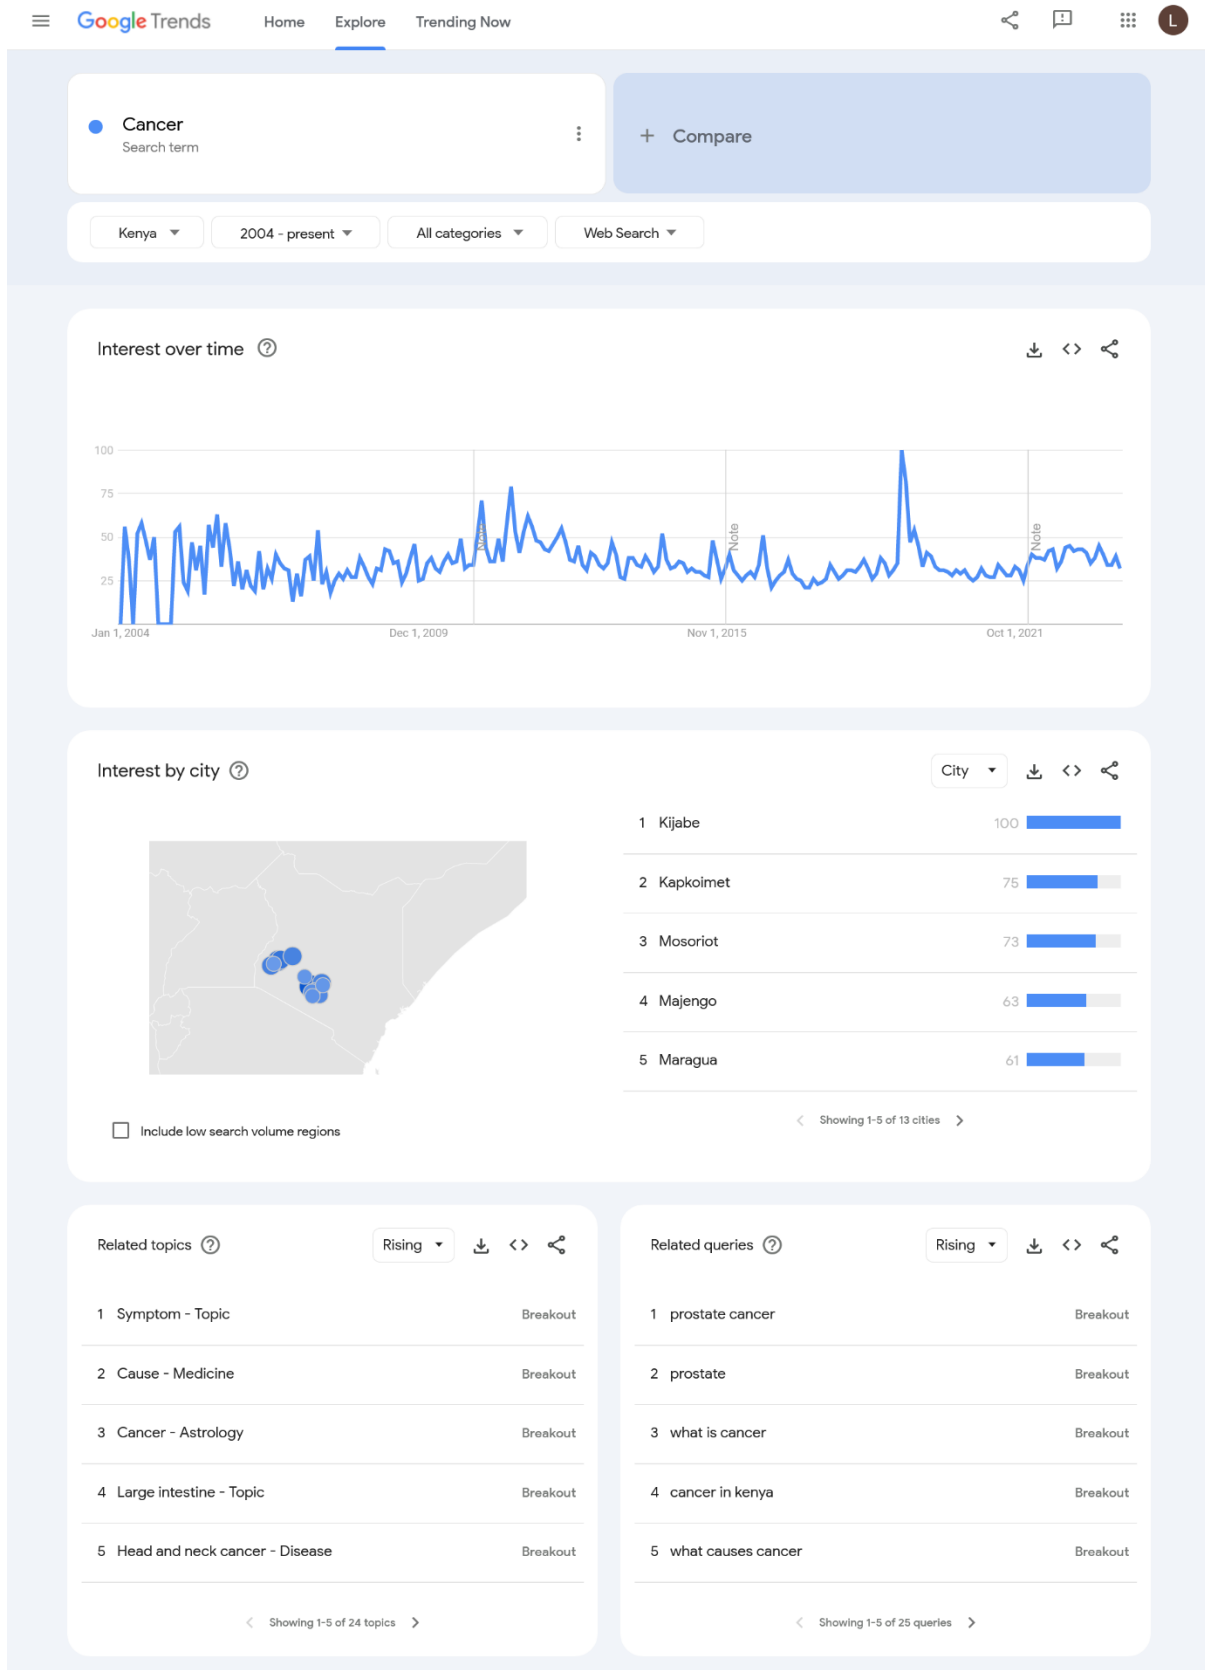 Google Trends Home Explore Trending Now L
Cancer
Search term
+ Compare
Kenya 2004 - present All categories Web Search
Interest over time
100
75
50
25
Note Note Note
Jan 1, 2004 Dec 1, 2009 Nov 1, 2015 Oct 1, 2021
Interest by city City
1 Kijabe 100
2 Kapkoimet 75
3 Mosoriot 73
4 Majengo 63
5 Maragua 61
Include low search volume regions
Showing 1-5 of 13 cities
Related topics Rising
1 Symptom - Topic Breakout
2 Cause - Medicine Breakout
3 Cancer - Astrology Breakout
4 Large intestine - Topic Breakout
5 Head and neck cancer - Disease Breakout
Showing 1-5 of 24 topics
Related queries Rising
1 prostate cancer Breakout
2 prostate Breakout
3 what is cancer Breakout
4 cancer in kenya Breakout
5 what causes cancer Breakout
Showing 1-5 of 25 queries